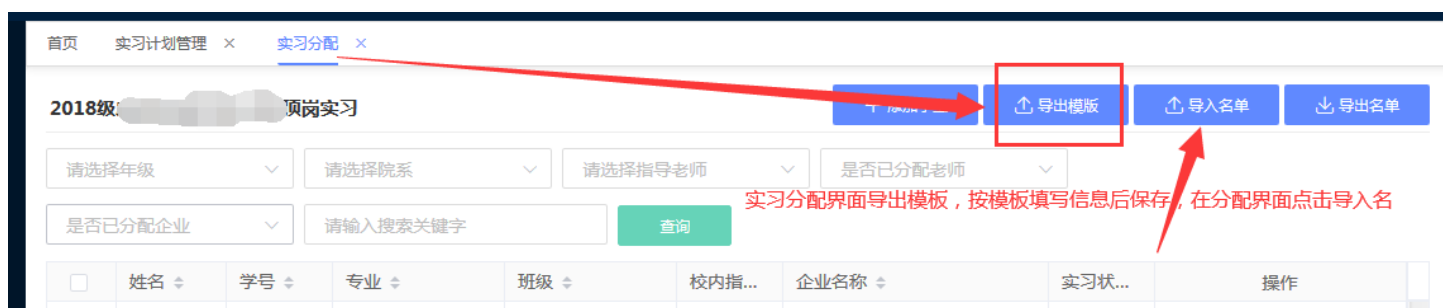 首页 实习计划管理 × 实习分配 ×
2018级 顶岗实习 导出模版 导入名单 导出名单
请选择年级 请选择院系 请选择指导老师 是否已分配老师
实习分配界面导出模板，按模板填写信息后保存，在分配界面点击导入名
是否已分配企业 请输入搜索关键字 查询
姓名 学号 专业 班级 校内指... 企业名称 实习状... 操作